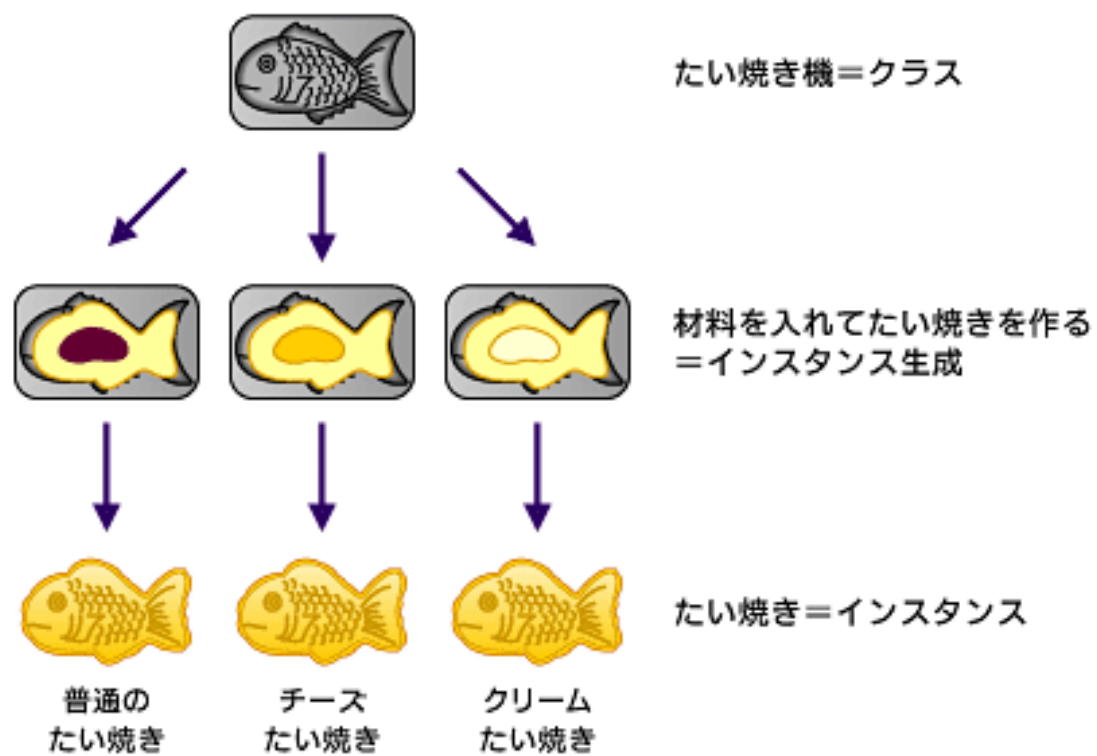 たい焼き機＝クラス
材料を入れてたい焼きを作る
＝インスタンス生成
たい焼き＝インスタンス
普通の
たい焼き
チーズ
たい焼き
クリーム
たい焼き